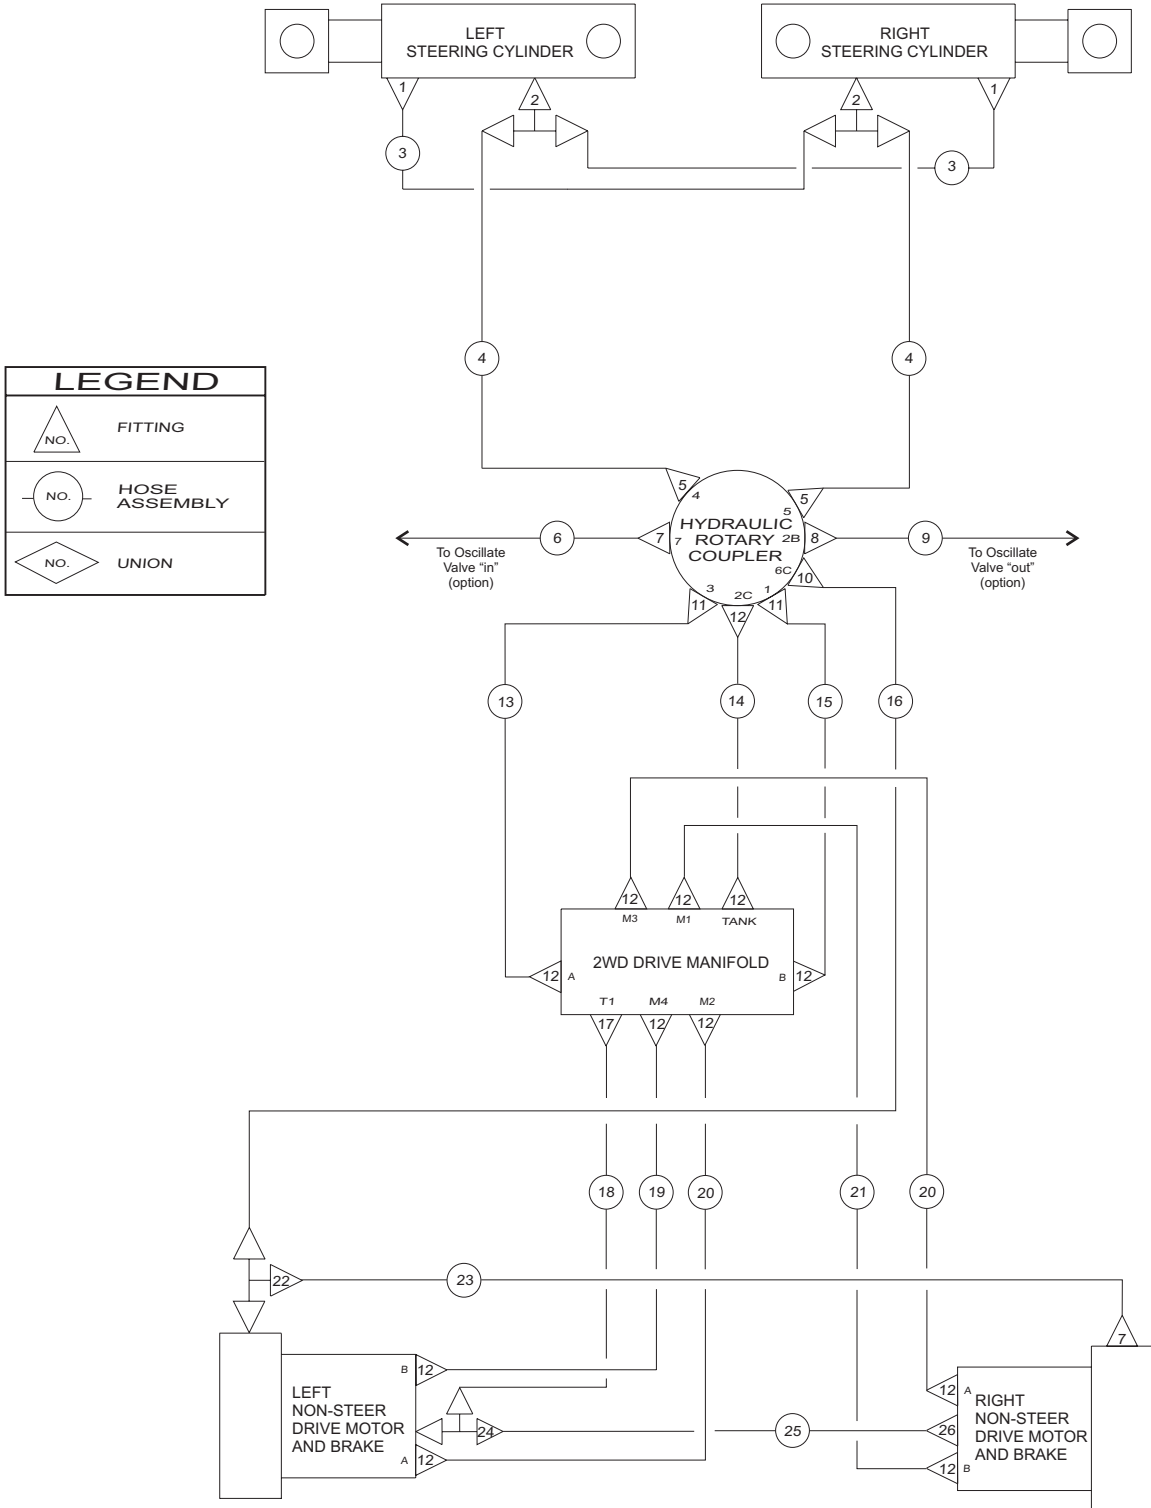 LEFT
STEERING CYLINDER
RIGHT
STEERING CYLINDER
1
2
2
1
3
3
4
4
LEGEND
NO.
FITTING
NO.
HOSE
ASSEMBLY
NO.
UNION
5
4
5
5
6
7
7
HYDRAULIC
ROTARY
COUPLER
2B
8
9
To Oscillate
Valve “in”
(option)
To Oscillate
Valve “out”
(option)
6C
10
3
2C
1
11
12
11
13
14
15
16
12
12
12
M3
M1
TANK
12
A
2WD DRIVE MANIFOLD
B
12
T1
M4
M2
17
12
12
18
19
20
21
20
22
23
7
B
12
LEFT
NON-STEER
DRIVE MOTOR
AND BRAKE
24
A
12
25
12
A
26
RIGHT
NON-STEER
DRIVE MOTOR
AND BRAKE
12
B